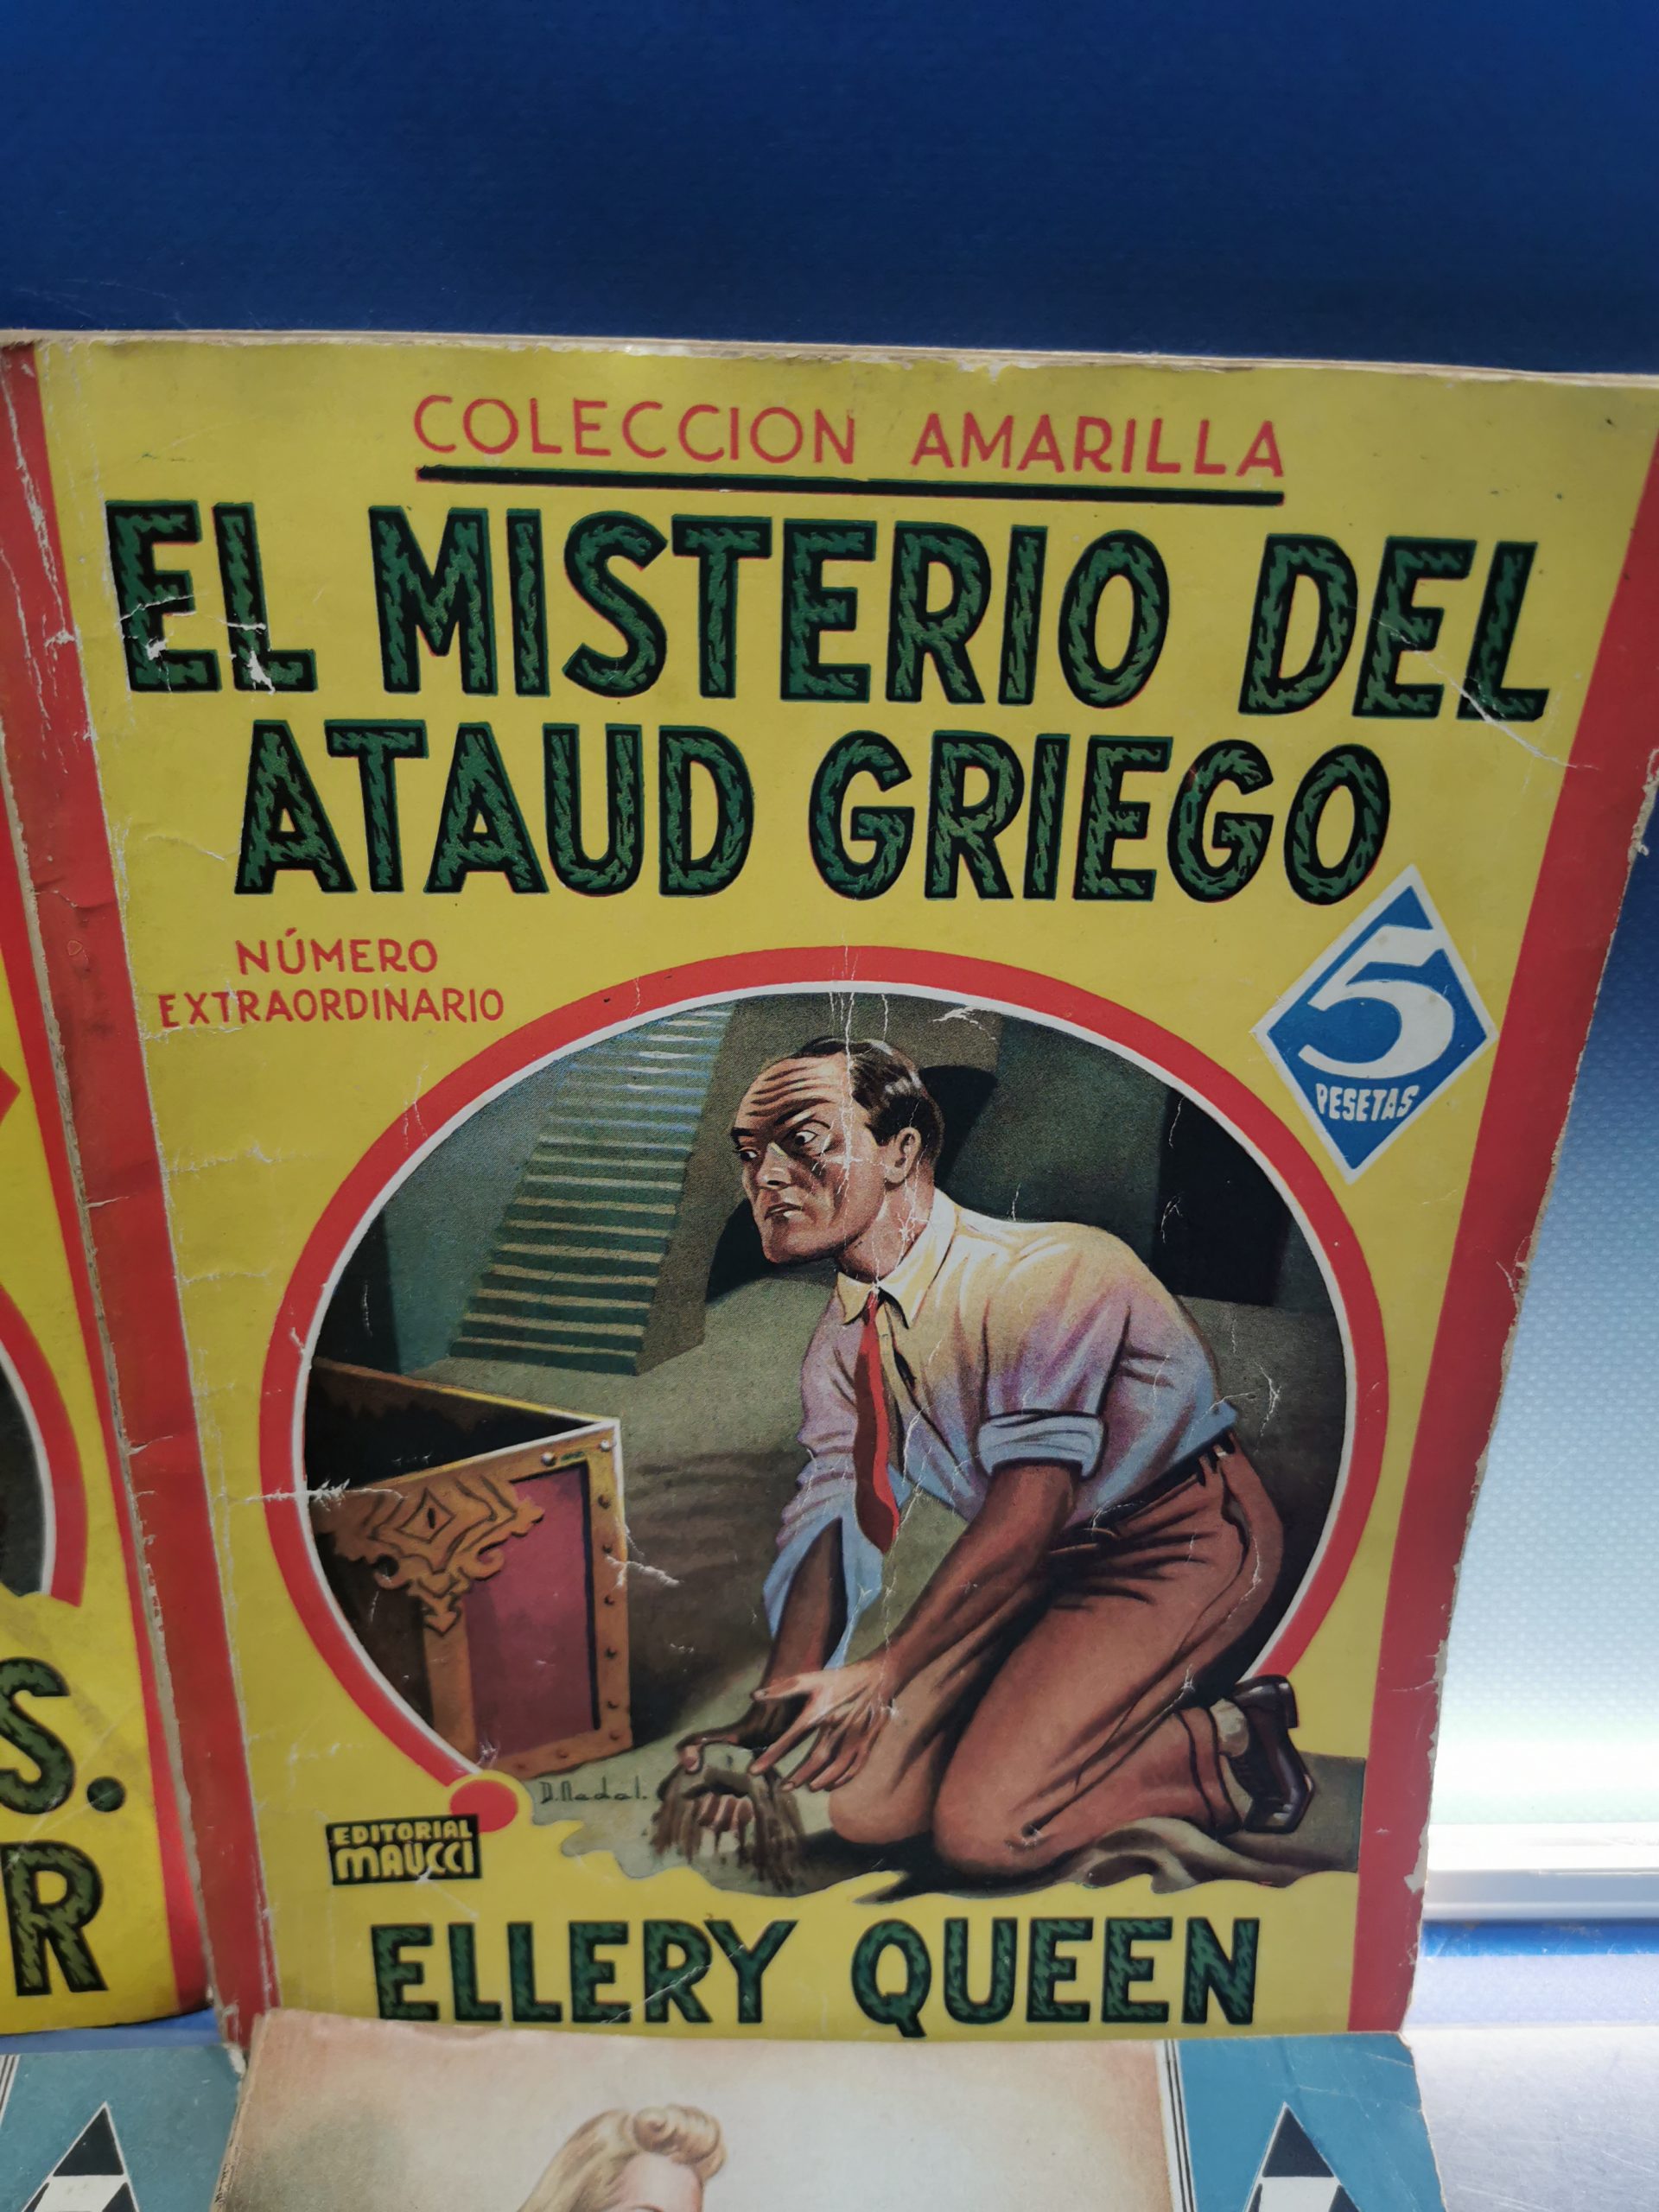 COLECCION AMARILLA
EL MISTERIO DEL
ATAUD GRIEGO
NÚMERO
EXTRAORDINARIO
5
PESETAS
D. Nadal.
EDITORIAL
MAUCCI
ELLERY QUEEN
S.
R